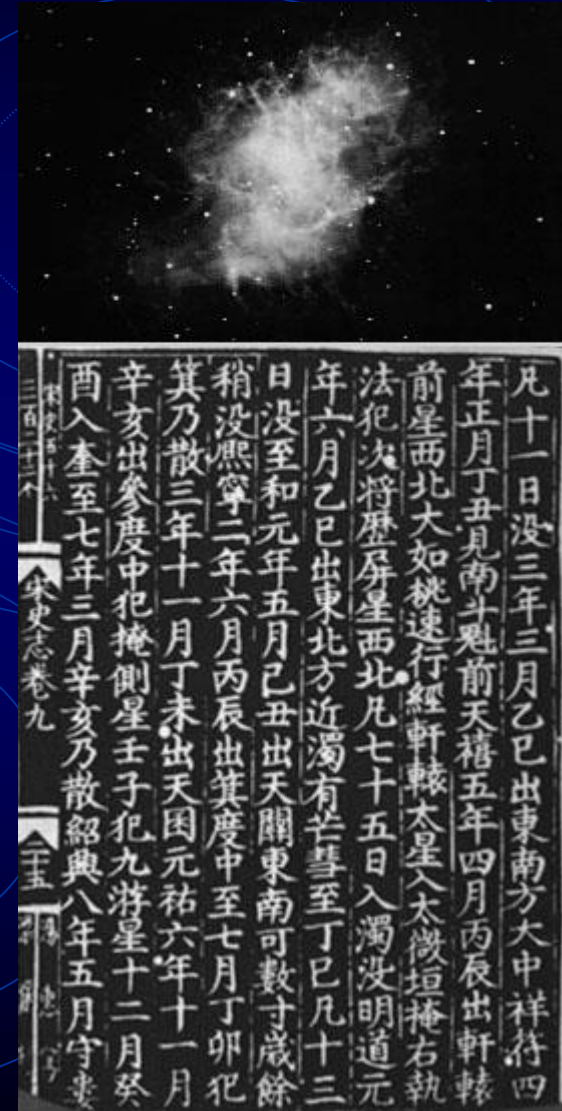 凡十一日没三年三月乙巳出東南方大中祥符四
年正月丁丑見南斗魁前天禧五年四月丙辰出軒轅
前星西北大如桃速行經軒轅太星入太微垣掩右執
法犯次將歷屏星西北凡七十五日入濁没明道元
年六月乙巳出東北方近濁有芒彗至丁巳凡十三
日没至和元年五月己丑出天關東南可數寸歲餘
稍没熙寧二年六月丙辰出箕度中至七月丁卯犯
箕乃散三年十一月丁未出天囷元祐六年十一月
辛亥出參度中犯掩側星壬子犯九游星十二月癸
酉入奎至七年三月辛亥乃散紹興八年五月守婁
宋史志卷九
二十五